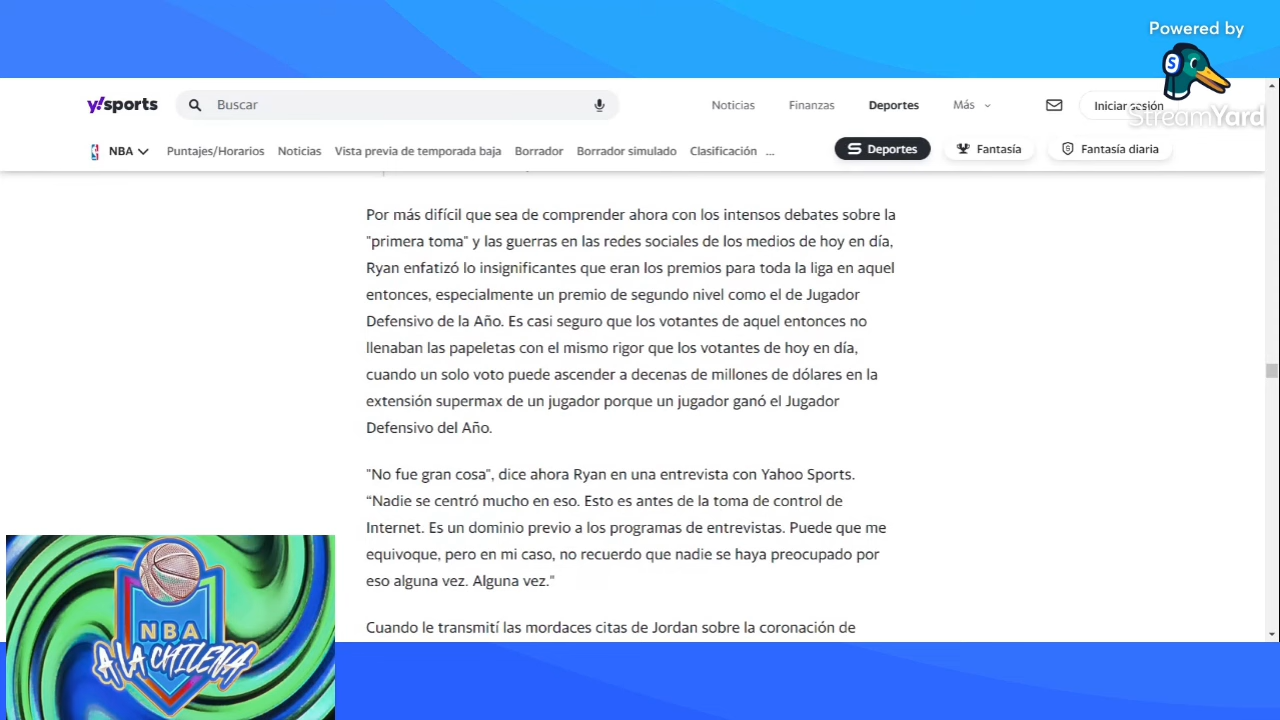 Powered by
StreamYard
y!sports
Buscar
Noticias
Finanzas
Deportes
Más
Iniciar sesión
NBA
Puntajes/Horarios
Noticias
Vista previa de temporada baja
Borrador
Borrador simulado
Clasificación
...
Deportes
Fantasía
Fantasía diaria
Por más difícil que sea de comprender ahora con los intensos debates sobre la
"primera toma" y las guerras en las redes sociales de los medios de hoy en día,
Ryan enfatizó lo insignificantes que eran los premios para toda la liga en aquel
entonces, especialmente un premio de segundo nivel como el de Jugador
Defensivo de la Año. Es casi seguro que los votantes de aquel entonces no
llenaban las papeletas con el mismo rigor que los votantes de hoy en día,
cuando un solo voto puede ascender a decenas de millones de dólares en la
extensión supermax de un jugador porque un jugador ganó el Jugador
Defensivo del Año.
"No fue gran cosa", dice ahora Ryan en una entrevista con Yahoo Sports.
“Nadie se centró mucho en eso. Esto es antes de la toma de control de
Internet. Es un dominio previo a los programas de entrevistas. Puede que me
equivoque, pero en mi caso, no recuerdo que nadie se haya preocupado por
eso alguna vez. Alguna vez.“
Cuando le transmití las mordaces citas de Jordan sobre la coronación de
NBA
A LA CHILENA